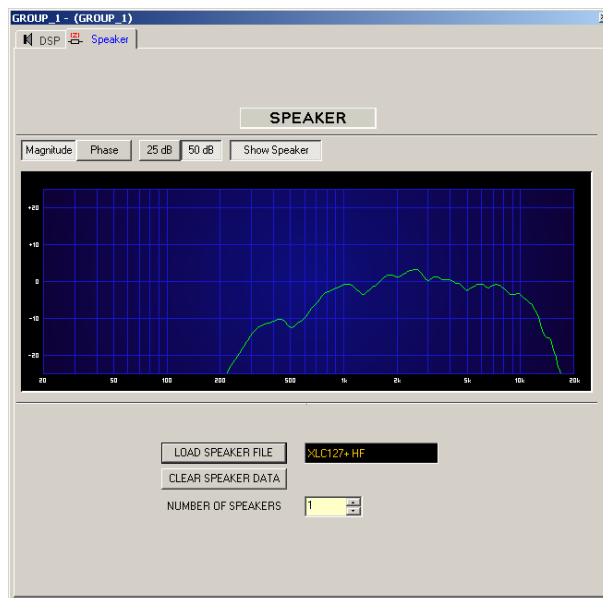 GROUP_1 - (GROUP_1)
DSP Speaker
SPEAKER
Magnitude Phase 25 dB 50 dB Show Speaker
+20
+10
0
-10
-20
20 50 100 200 500 1k 2k 5k 10k 20k
LOAD SPEAKER FILE XLC127+ HF
CLEAR SPEAKER DATA
NUMBER OF SPEAKERS 1